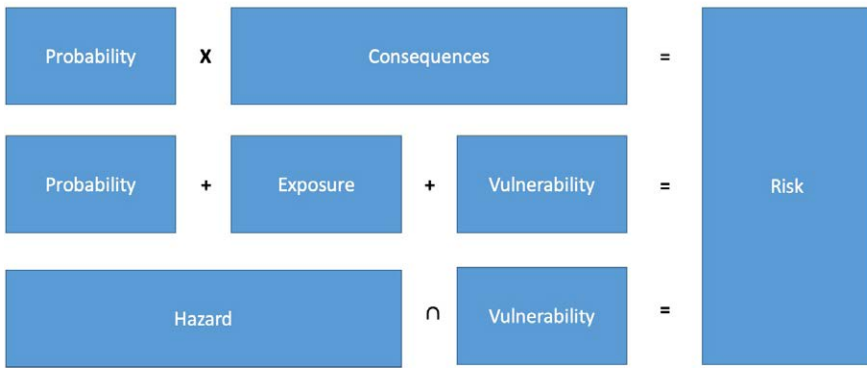 Probability x Consequences =
Probability + Exposure + Vulnerability = Risk
Hazard ∩ Vulnerability =